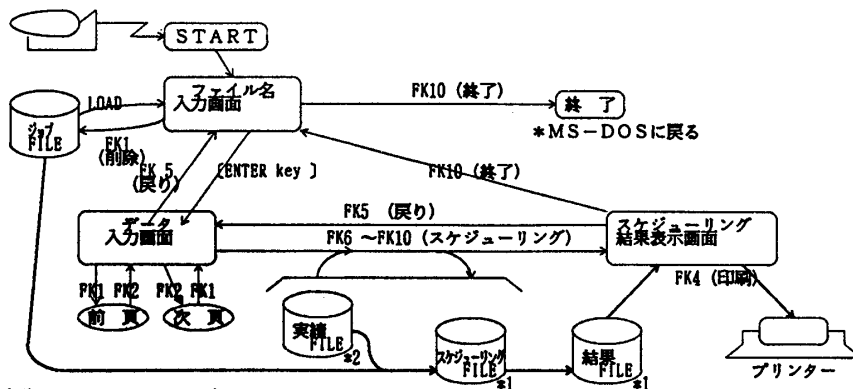 START
ファイル名
入力画面
LOAD
FK10 (終了)
終 了
*MS-DOSに戻る
ジョブ
FILE
FK1
(削除)
FK 5
(戻り)
[ENTER key ]
FK10 (終了)
FK5 (戻り)
データ
入力画面
FK6 ~FK10 (スケジューリング)
スケジューリング
結果表示画面
FK1
FK2
FK2
FK1
FK4 (印刷)
前 頁
次 頁
実績
FILE
*2
スケジューリング
FILE
*1
結果
FILE
*1
プリンター